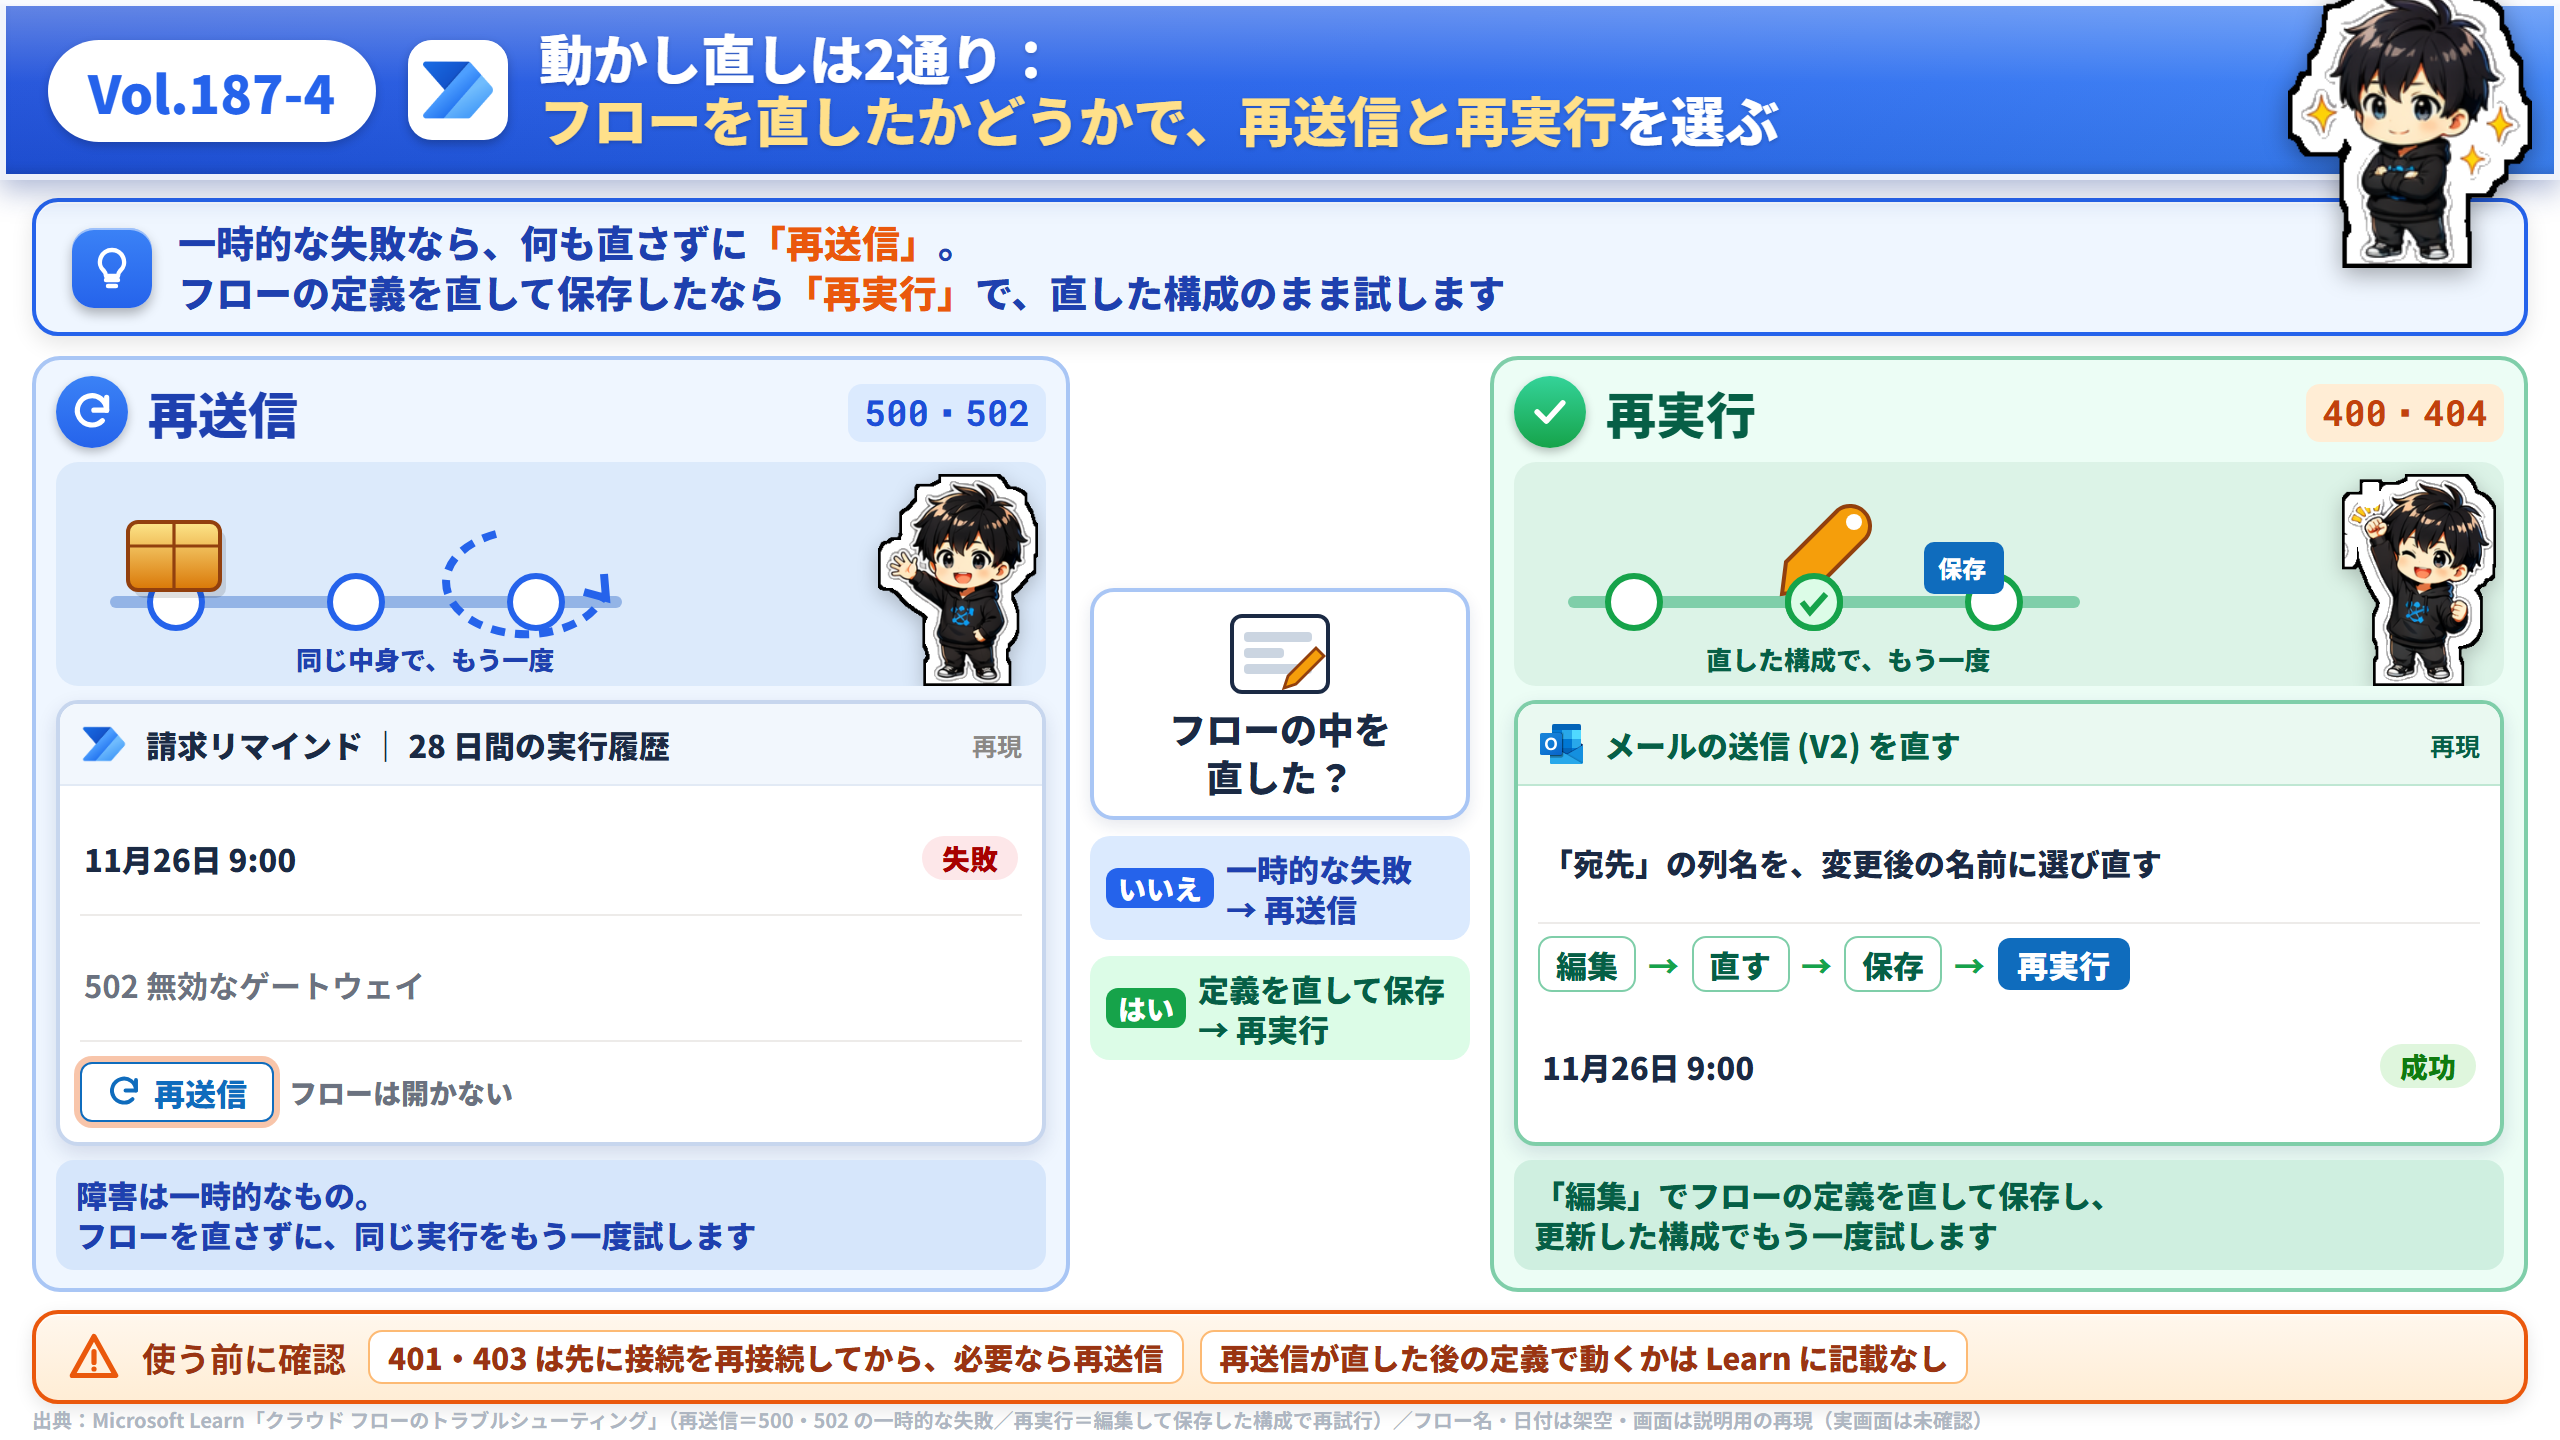 Vol.187-4
動かし直しは2通り：
フローを直したかどうかで、再送信と再実行を選ぶ
一時的な失敗なら、何も直さずに「再送信」。
フローの定義を直して保存したなら「再実行」で、直した構成のまま試します
再送信
500・502
同じ中身で、もう一度
請求リマインド ｜ 28 日間の実行履歴
再現
11月26日 9:00
失敗
502 無効なゲートウェイ
再送信
フローは開かない
障害は一時的なもの。
フローを直さずに、同じ実行をもう一度試します
フローの中を
直した？
いいえ
一時的な失敗
→ 再送信
はい
定義を直して保存
→ 再実行
再実行
400・404
保存
直した構成で、もう一度
メールの送信 (V2) を直す
再現
「宛先」の列名を、変更後の名前に選び直す
編集 → 直す → 保存 → 再実行
11月26日 9:00
成功
「編集」でフローの定義を直して保存し、
更新した構成でもう一度試します
使う前に確認
401・403 は先に接続を再接続してから、必要なら再送信
再送信が直した後の定義で動くかは Learn に記載なし
出典：Microsoft Learn「クラウド フローのトラブルシューティング」（再送信＝500・502 の一時的な失敗／再実行＝編集して保存した構成で再試行）／フロー名・日付は架空・画面は説明用の再現（実画面は未確認）